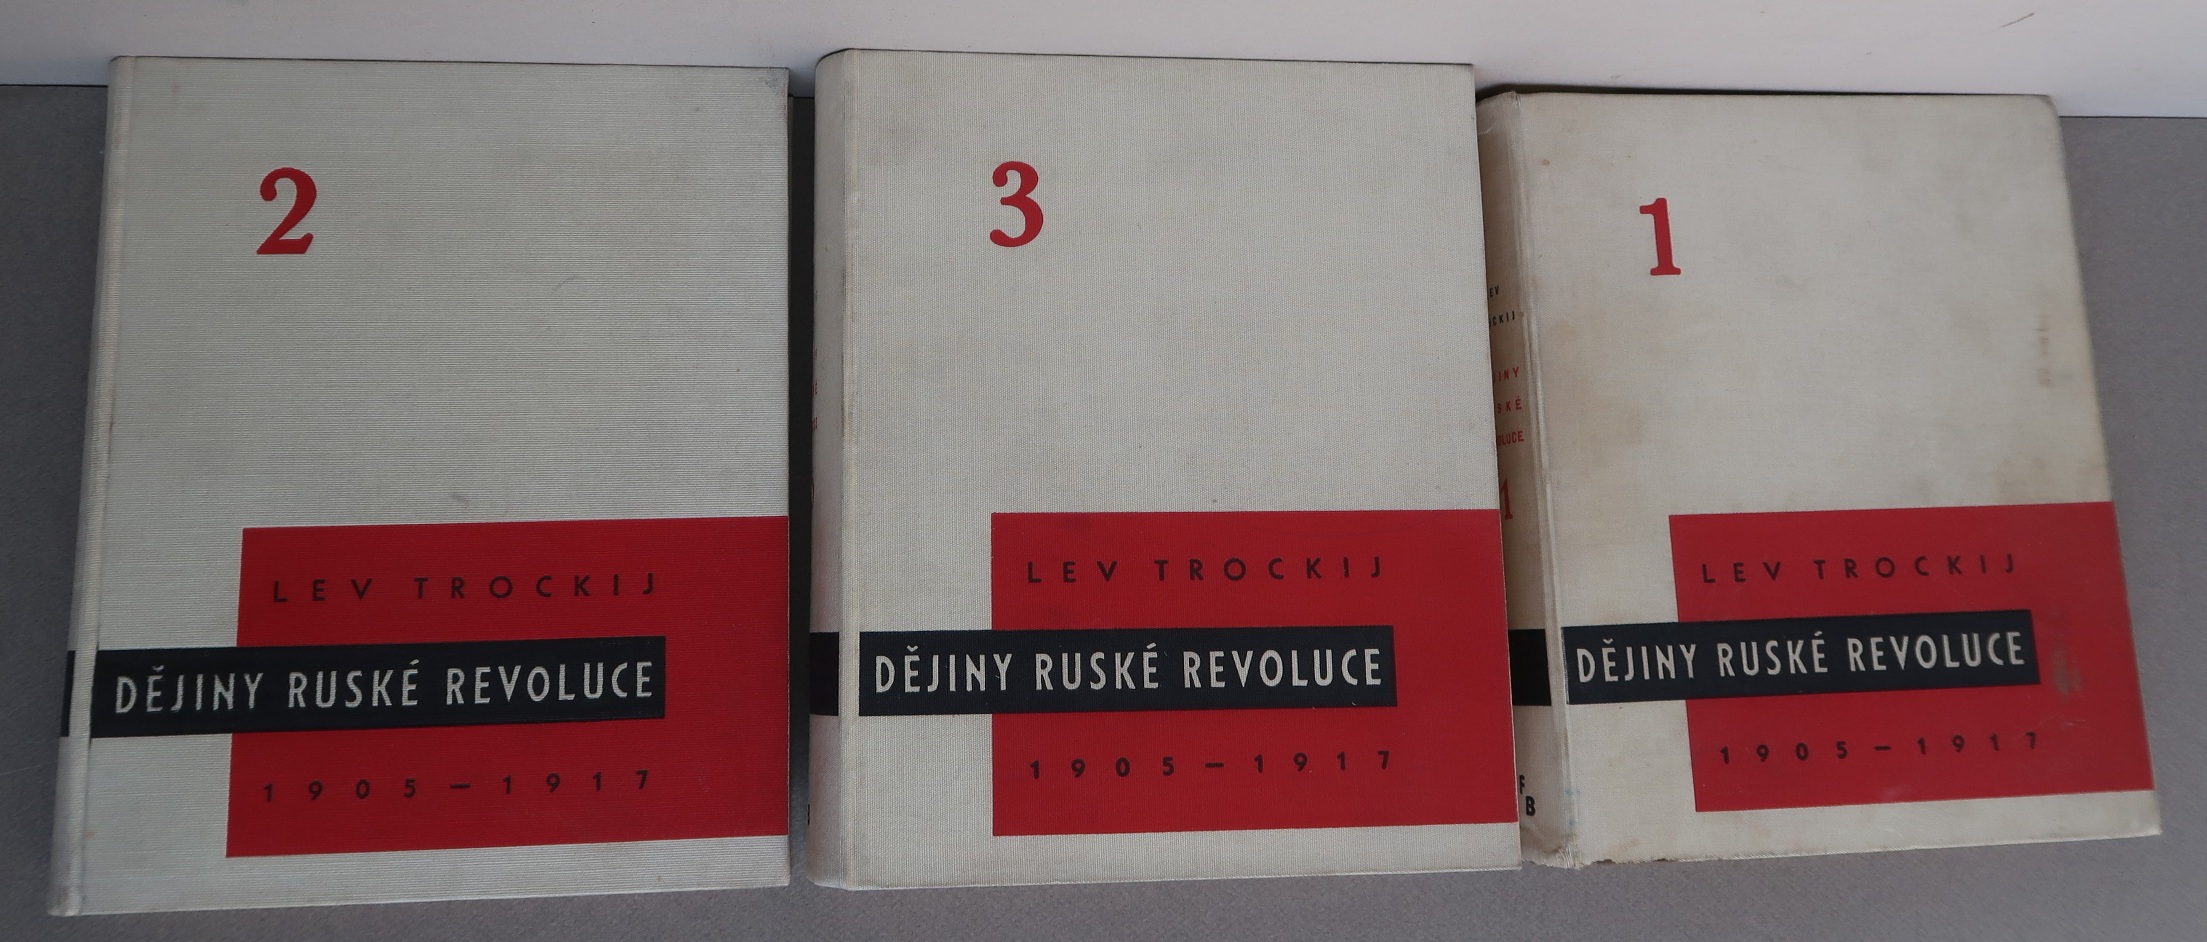 2
LEV TROCKIJ
DĚJINY RUSKÉ REVOLUCE
1905—1917
3
LEV TROCKIJ
DĚJINY RUSKÉ REVOLUCE
1905—1917
1
LEV TROCKIJ
DĚJINY RUSKÉ REVOLUCE
1905—1917
1
F
B